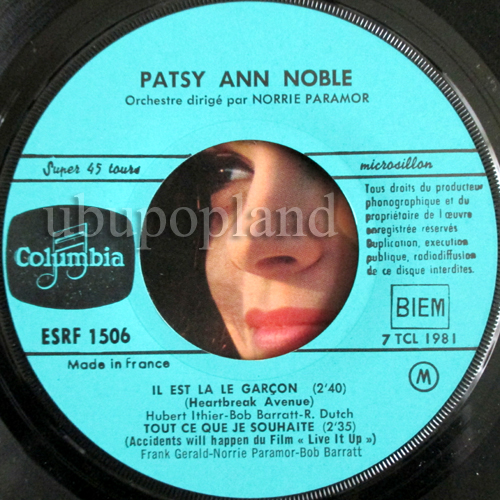 PATSY ANN NOBLE
Orchestre dirigé par NORRIE PARAMOR
Super 45 tours
microsillon
Tous droits du producteur
phonographique et du
propriétaire de l'œuvre
enregistrée réservés
Duplication, execution
publique, radiodiffusion
de ce disque interdites.
ubupopland
Columbia
ESRF 1506
BIEM
7 TCL 1981
Made in France
M
IL EST LA LE GARÇON (2'40)
(Heartbreak Avenue)
Hubert Ithier-Bob Barratt-R. Dutch
TOUT CE QUE JE SOUHAITE (2'35)
(Accidents will happen du Film « Live It Up »)
Frank Gerald-Norrie Paramor-Bob Barratt